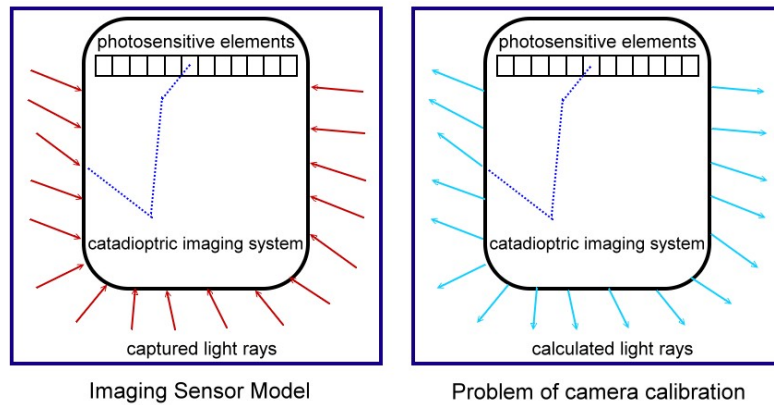 photosensitive elements
catadioptric imaging system
captured light rays
Imaging Sensor Model
photosensitive elements
catadioptric imaging system
calculated light rays
Problem of camera calibration